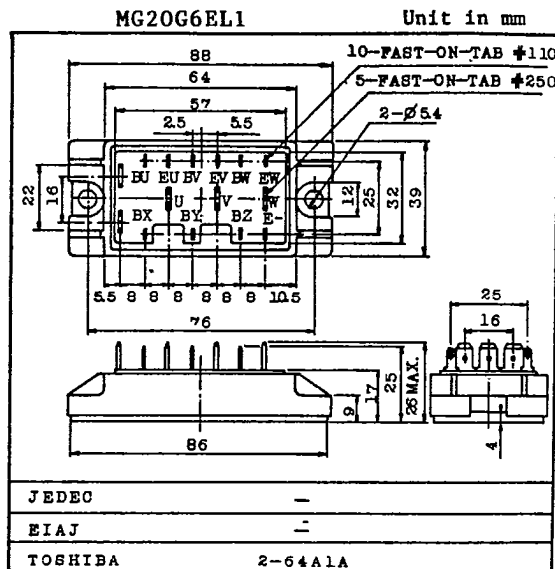 MG20G6EL1 Unit in mm
88
10-FAST-ON-TAB #110
64
5-FAST-ON-TAB #250
57
2-Ø5.4
2.5 5.5
BU EU BV EV BW EW
U V W
BX BY BZ E-
22 16 12 25 32 39
5.5 8 8 8 8 8 8 10.5
76
25
16
9 17 25 26 MAX.
4
86
JEDEC —
EIAJ —
TOSHIBA 2-64A1A